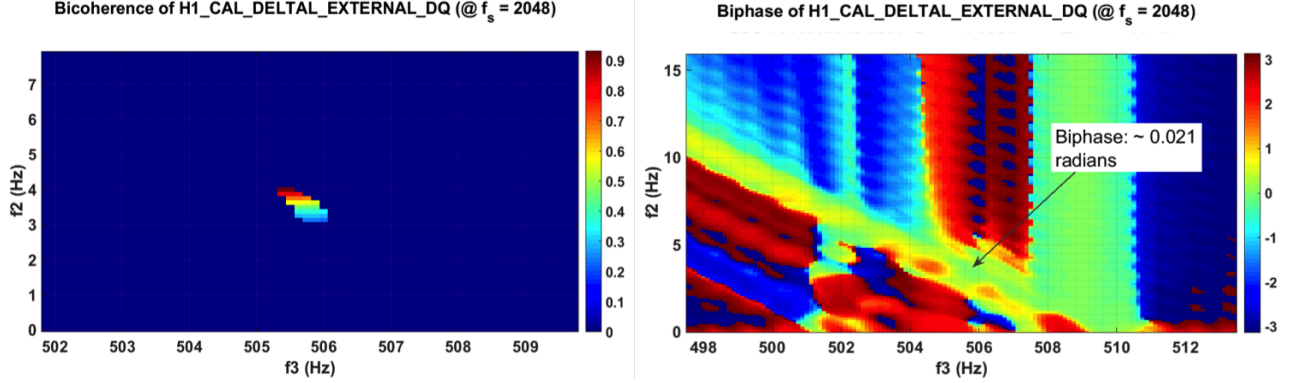 Bicoherence of H1_CAL_DELTAL_EXTERNAL_DQ (@ f_s = 2048)
7
6
5
4
3
2
1
0
f2 (Hz)
502 503 504 505 506 507 508 509
f3 (Hz)
0.9
0.8
0.7
0.6
0.5
0.4
0.3
0.2
0.1
0
Biphase of H1_CAL_DELTAL_EXTERNAL_DQ (@ f_s = 2048)
15
10
5
0
f2 (Hz)
Biphase: ~ 0.021
radians
498 500 502 504 506 508 510 512
f3 (Hz)
3
2
1
0
-1
-2
-3